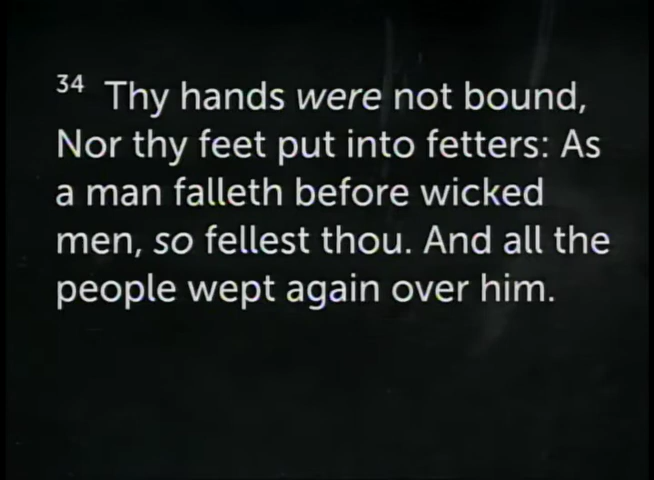 34 Thy hands were not bound,
Nor thy feet put into fetters: As
a man falleth before wicked
men, so fellest thou. And all the
people wept again over him.